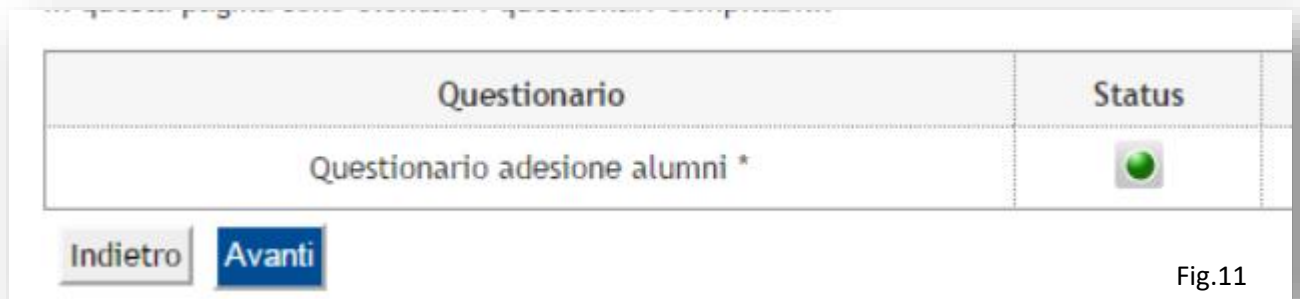 Questionario Status
Questionario adesione alumni *
Indietro Avanti
Fig.11